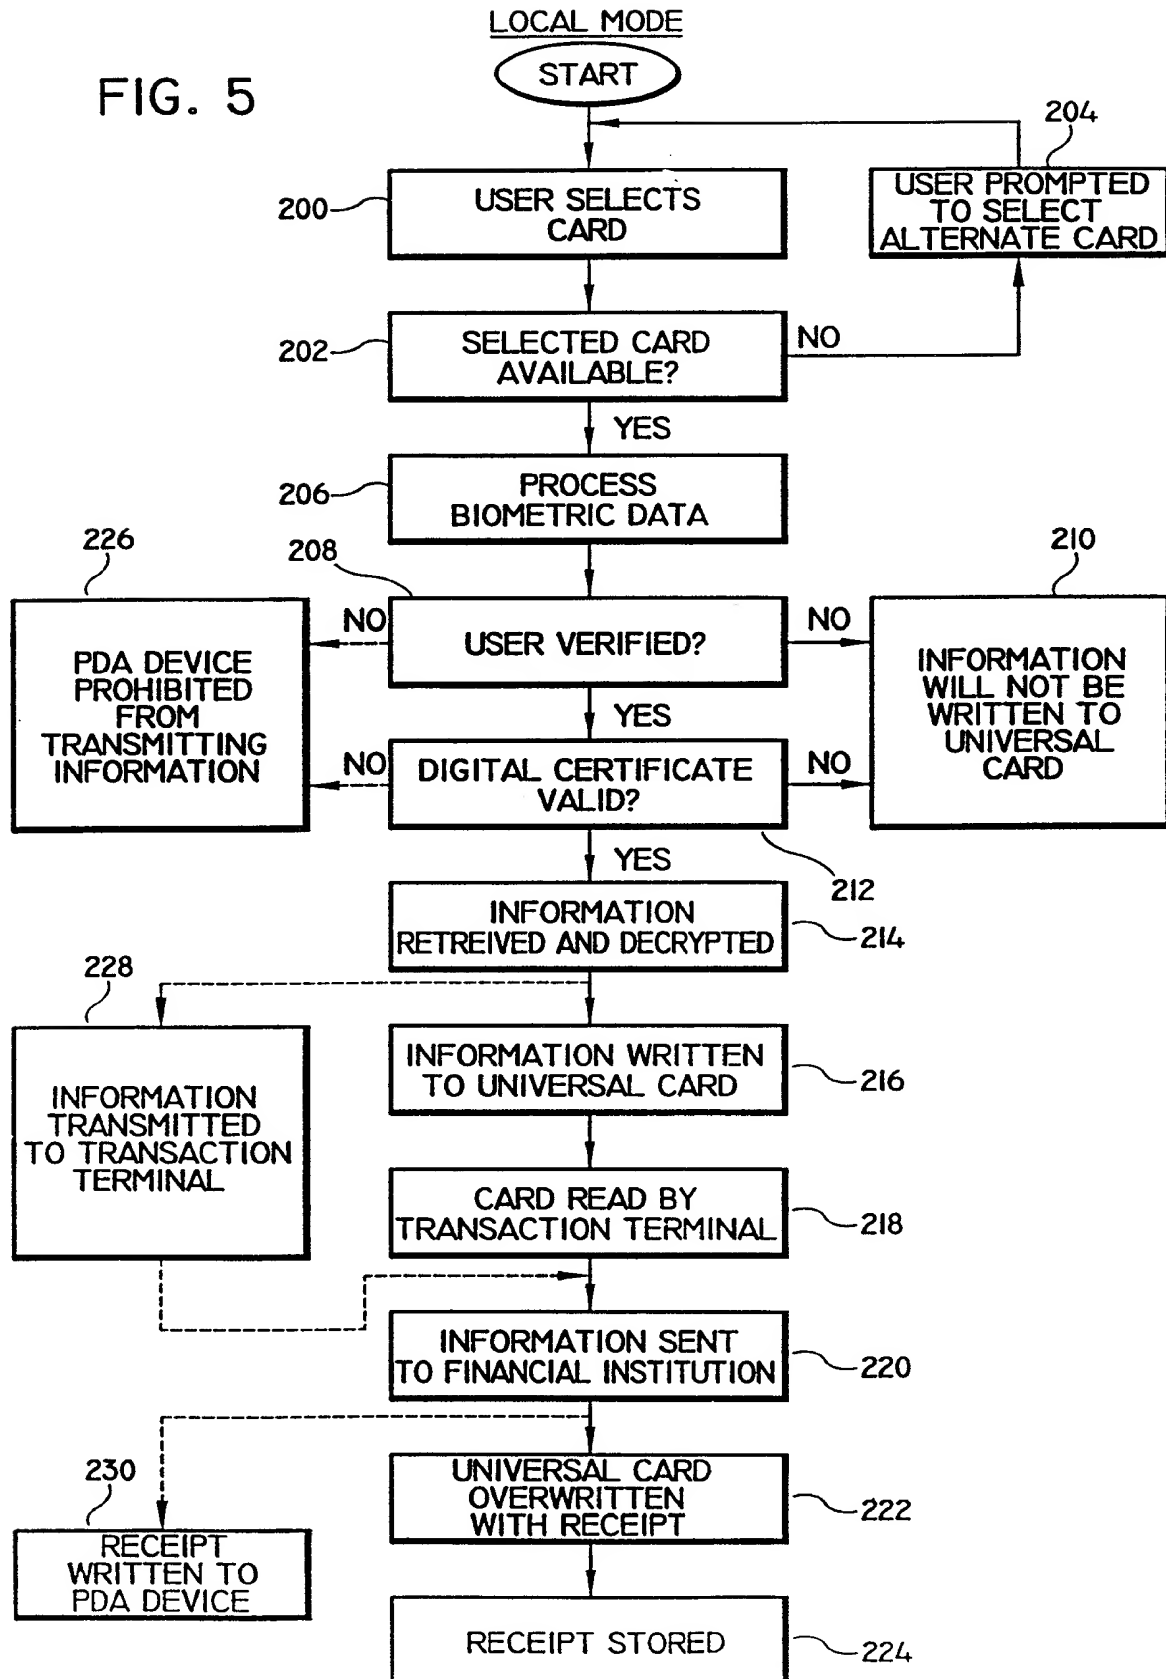 LOCAL MODE
START
FIG. 5
204
USER PROMPTED
TO SELECT
ALTERNATE CARD
200
USER SELECTS
CARD
202
SELECTED CARD
AVAILABLE?
NO
YES
206
PROCESS
BIOMETRIC DATA
226
208
210
PDA DEVICE
PROHIBITED
FROM
TRANSMITTING
INFORMATION
NO
USER VERIFIED?
NO
INFORMATION
WILL NOT BE
WRITTEN TO
UNIVERSAL
CARD
YES
NO
DIGITAL CERTIFICATE
VALID?
NO
YES
212
INFORMATION
RETREIVED AND DECRYPTED
214
228
INFORMATION
TRANSMITTED
TO TRANSACTION
TERMINAL
INFORMATION WRITTEN
TO UNIVERSAL CARD
216
CARD READ BY
TRANSACTION TERMINAL
218
INFORMATION SENT
TO FINANCIAL INSTITUTION
220
230
RECEIPT
WRITTEN TO
PDA DEVICE
UNIVERSAL CARD
OVERWRITTEN
WITH RECEIPT
222
RECEIPT STORED
224